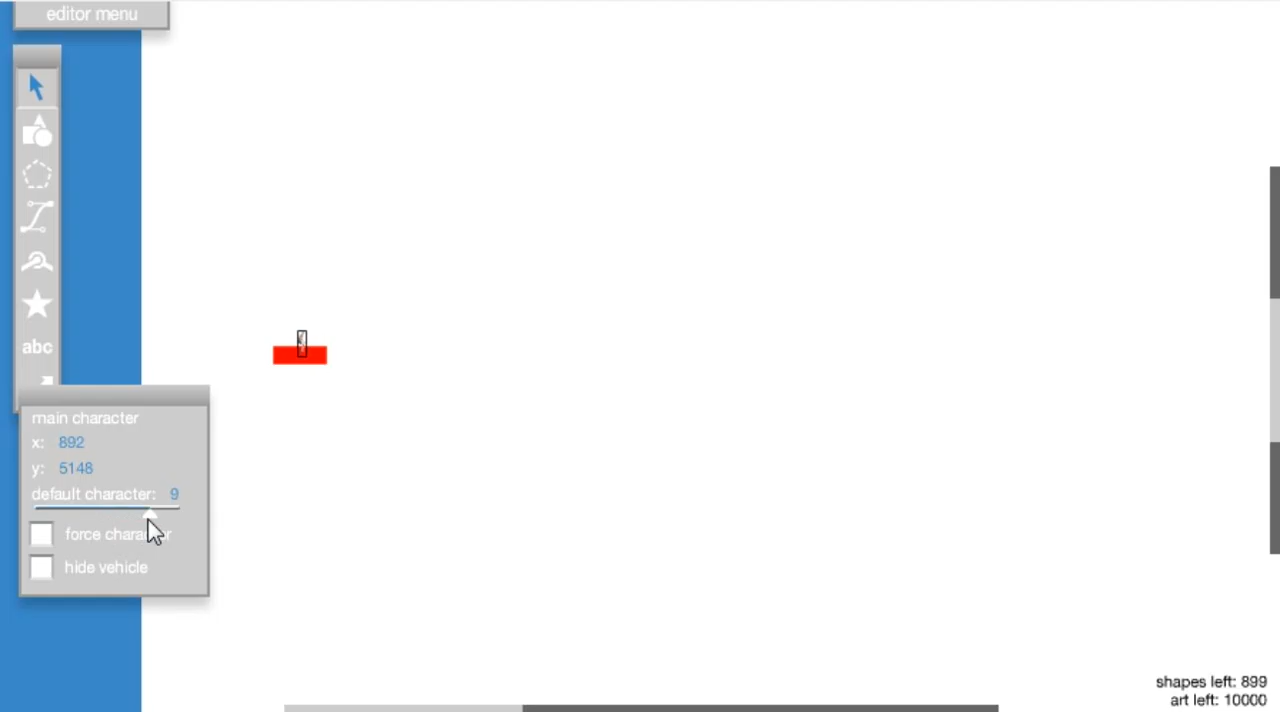 editor menu
abc
main character
x: 892
y: 5148
default character: 9
force character
hide vehicle
shapes left: 899
art left: 10000